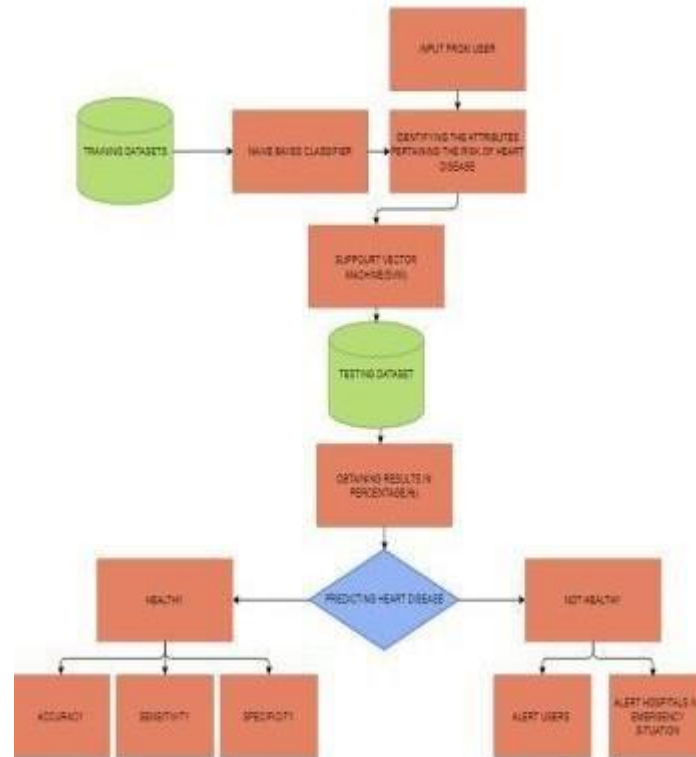 INPUT FROM USER
TRAINING DATASETS
NAIVE BAYES CLASSIFIER
IDENTIFYING THE ATTRIBUTES
PERTAINING THE RISK OF HEART
DISEASE
SUPPOURT VECTOR
MACHINE(SVM)
TESTING DATASET
OBTAINING RESULTS IN
PERCENTAGE(%)
PREDICTING HEART DISEASE
HEALTHY
NOT HEALTHY
ACCURACY
SENSITIVITY
SPECIFICITY
ALERT USERS
ALERT HOSPITALS IN
EMERGENCY
SITUATION